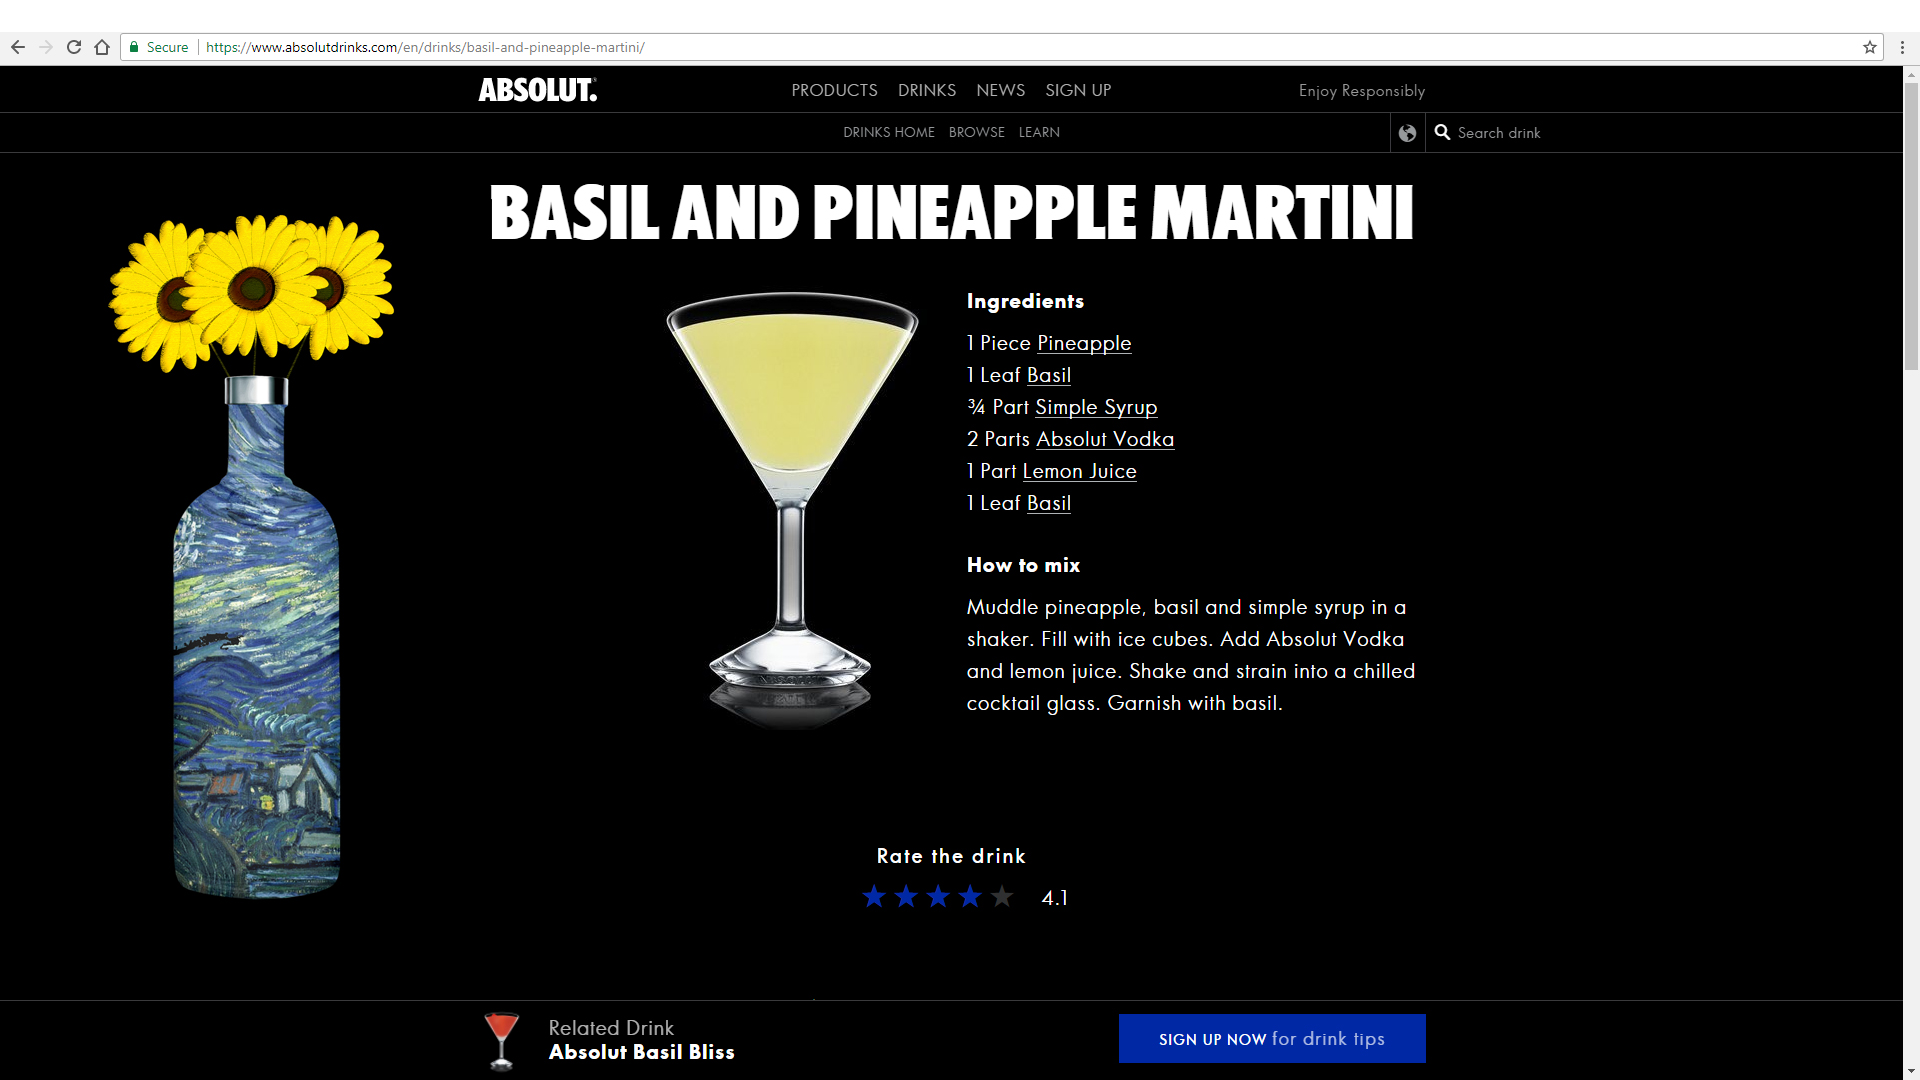 Secure https://www.absolutdrinks.com/en/drinks/basil-and-pineapple-martini/
ABSOLUT. PRODUCTS DRINKS NEWS SIGN UP Enjoy Responsibly
DRINKS HOME BROWSE LEARN Search drink
BASIL AND PINEAPPLE MARTINI
Ingredients
1 Piece Pineapple
1 Leaf Basil
¾ Part Simple Syrup
2 Parts Absolut Vodka
1 Part Lemon Juice
1 Leaf Basil
How to mix
Muddle pineapple, basil and simple syrup in a
shaker. Fill with ice cubes. Add Absolut Vodka
and lemon juice. Shake and strain into a chilled
cocktail glass. Garnish with basil.
Rate the drink
4.1
Related Drink
Absolut Basil Bliss
SIGN UP NOW for drink tips